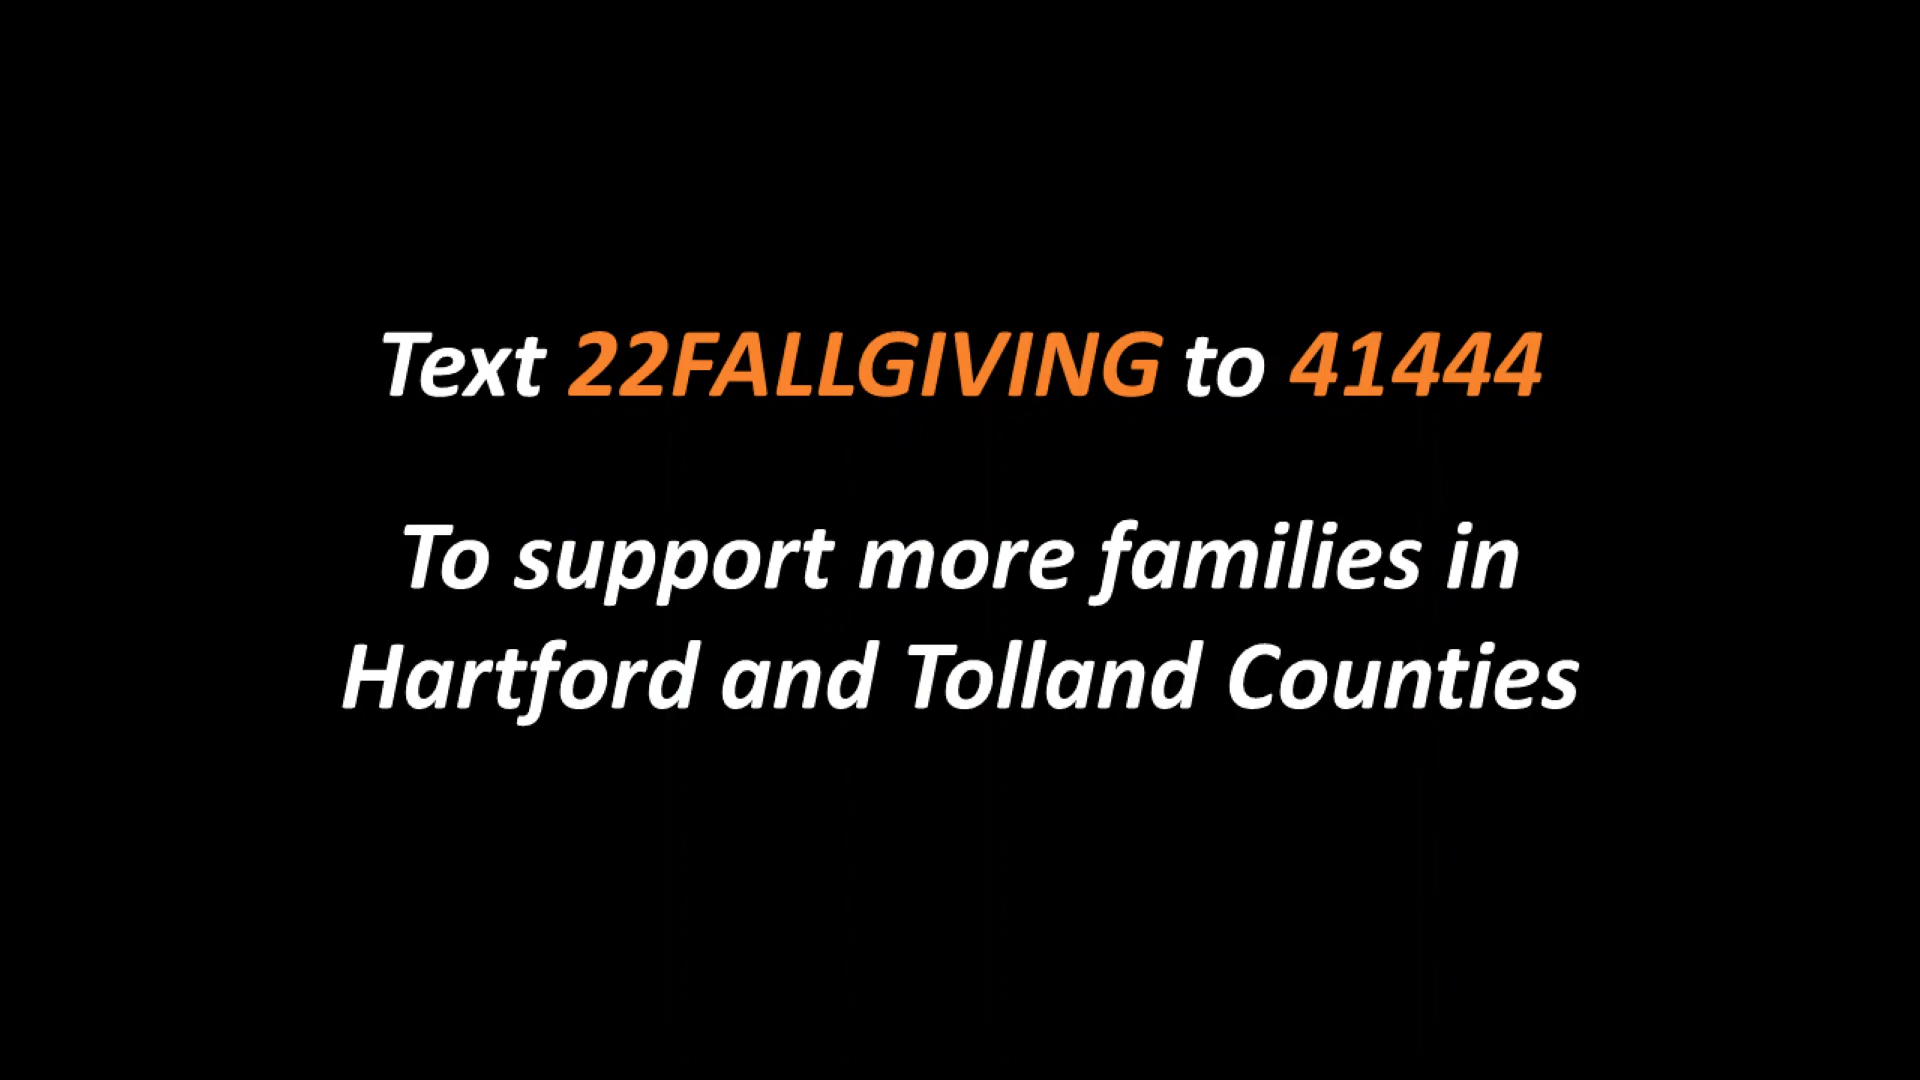 Text 22FALLGIVING to 41444
To support more families in
Hartford and Tolland Counties